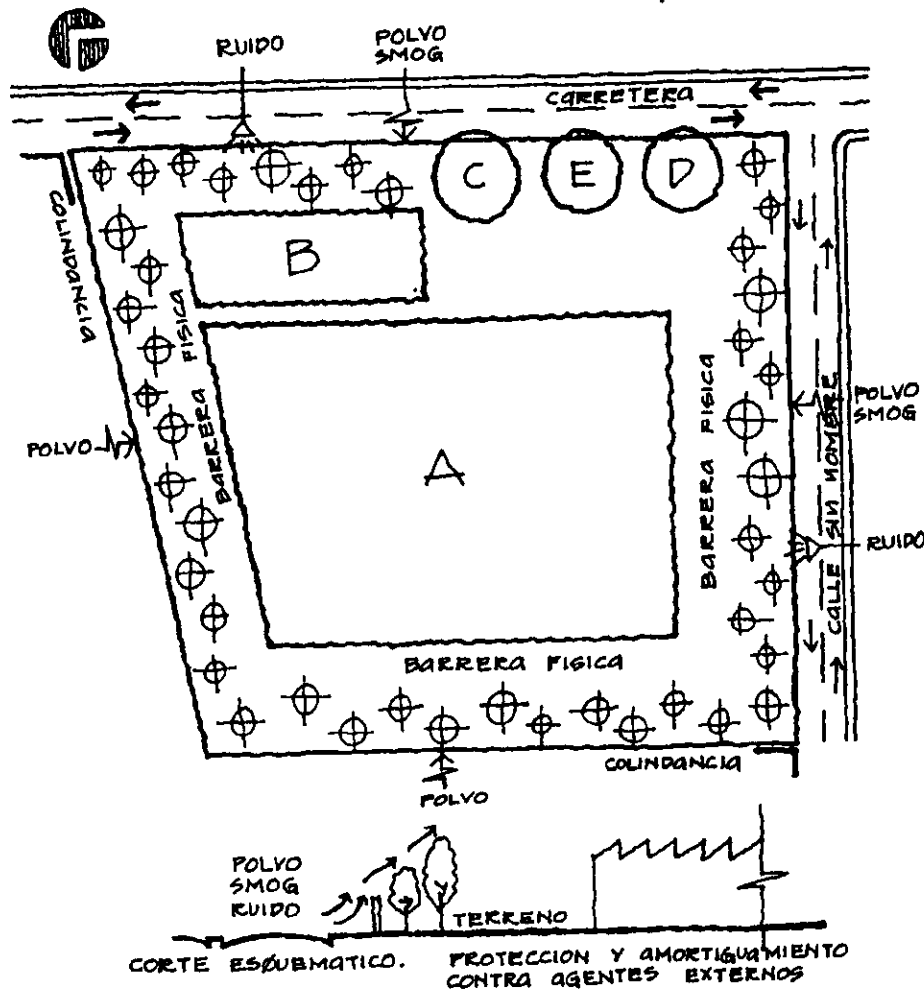 RUIDO
POLVO
SMOG
CARRETERA
C
E
D
COLINDANCIA
B
BARRERA FISICA
BARRERA FISICA
POLVO
SMOG
POLVO
A
CALLE SIN NOMBRE
RUIDO
BARRERA FISICA
COLINDANCIA
POLVO
POLVO
SMOG
RUIDO
TERRENO
CORTE ESQUEMATICO.
PROTECCION Y AMORTIGUAMIENTO
CONTRA AGENTES EXTERNOS